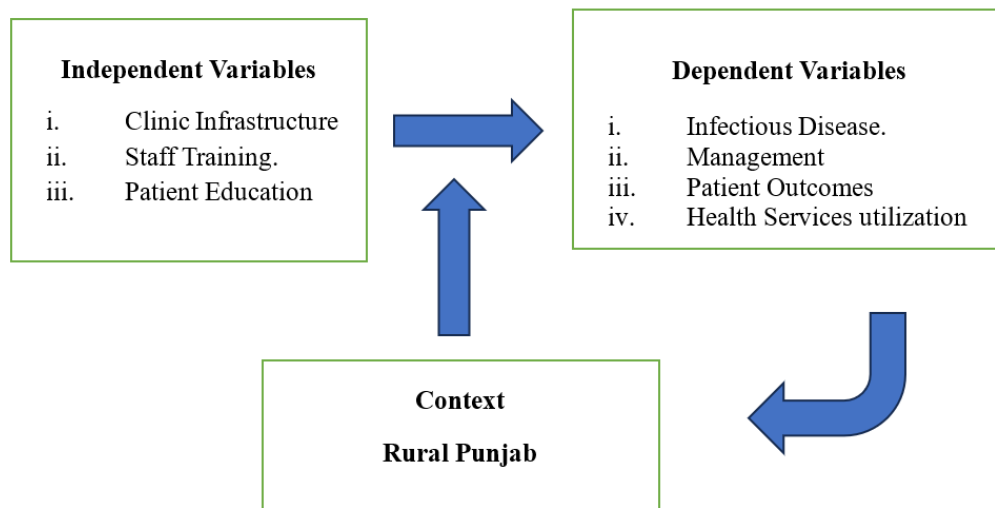 Independent Variables
i. Clinic Infrastructure
ii. Staff Training.
iii. Patient Education
Dependent Variables
i. Infectious Disease.
ii. Management
iii. Patient Outcomes
iv. Health Services utilization
Context
Rural Punjab